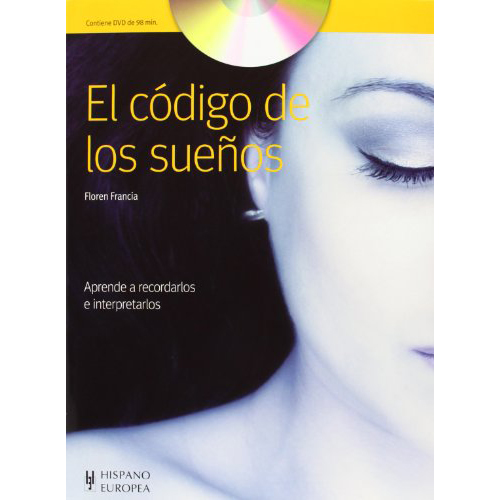 Contiene DVD de 98 min.
El código de
los sueños
Floren Francia
Aprende a recordarlos
e interpretarlos
HISPANO
EUROPEA